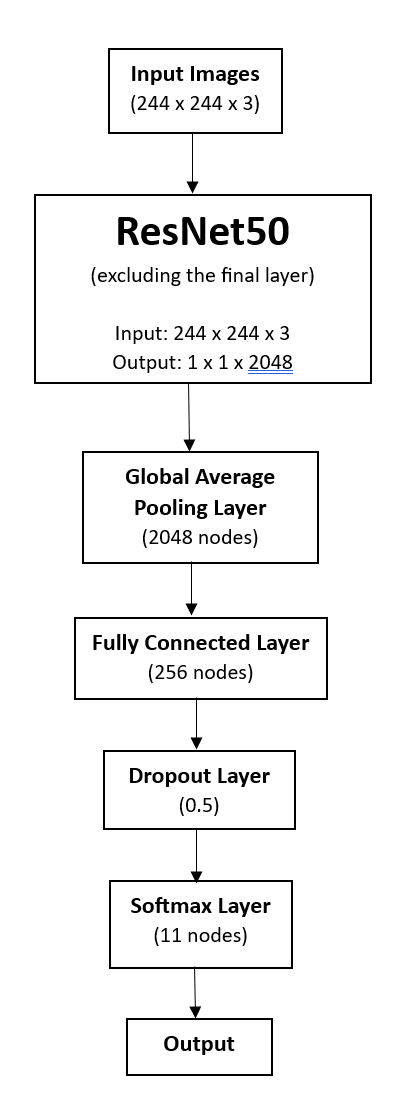 Input Images
(244 x 244 x 3)
ResNet50
(excluding the final layer)
Input: 244 x 244 x 3
Output: 1 x 1 x 2048
Global Average
Pooling Layer
(2048 nodes)
Fully Connected Layer
(256 nodes)
Dropout Layer
(0.5)
Softmax Layer
(11 nodes)
Output